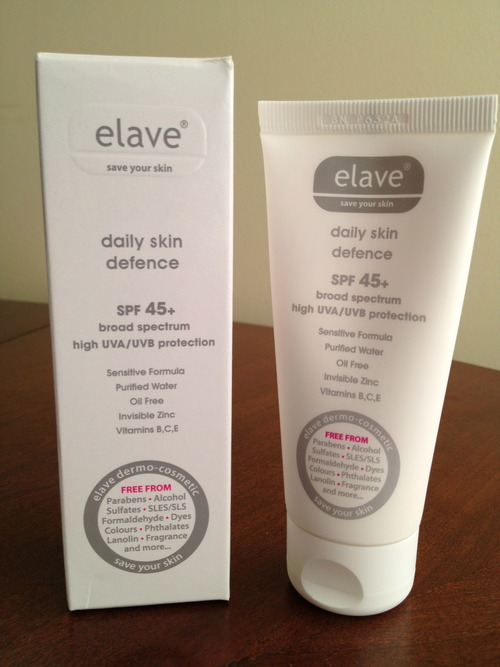 elave®
save your skin
daily skin
defence
SPF 45+
broad spectrum
high UVA/UVB protection
Sensitive Formula
Purified Water
Oil Free
Invisible Zinc
Vitamins B,C,E
elave dermo-cosmetic
FREE FROM
Parabens • Alcohol
Sulfates • SLES/SLS
Formaldehyde • Dyes
Colours • Phthalates
Lanolin • Fragrance
and more...
save your skin
elave®
save your skin
daily skin
defence
SPF 45+
broad spectrum
high UVA/UVB protection
Sensitive Formula
Purified Water
Oil Free
Invisible Zinc
Vitamins B,C,E
elave dermo-cosmetic
FREE FROM
Parabens • Alcohol
Sulfates • SLES/SLS
Formaldehyde • Dyes
Colours • Phthalates
Lanolin • Fragrance
and more...
save your skin